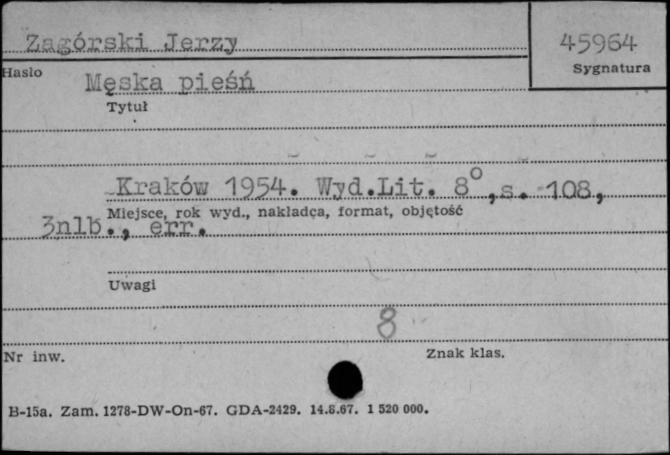 Zagórski Jerzy
45964
Hasło
Sygnatura
Męska pieśń
Tytuł
Kraków 1954. Wyd.Lit. 8°,s. 108,
Miejsce, rok wyd., nakładca, format, objętość
3nlb., err.
Uwagi
8
Nr inw.
Znak klas.
B-15a. Zam. 1278-DW-On-67. GDA-2429. 14.8.67. 1 520 000.